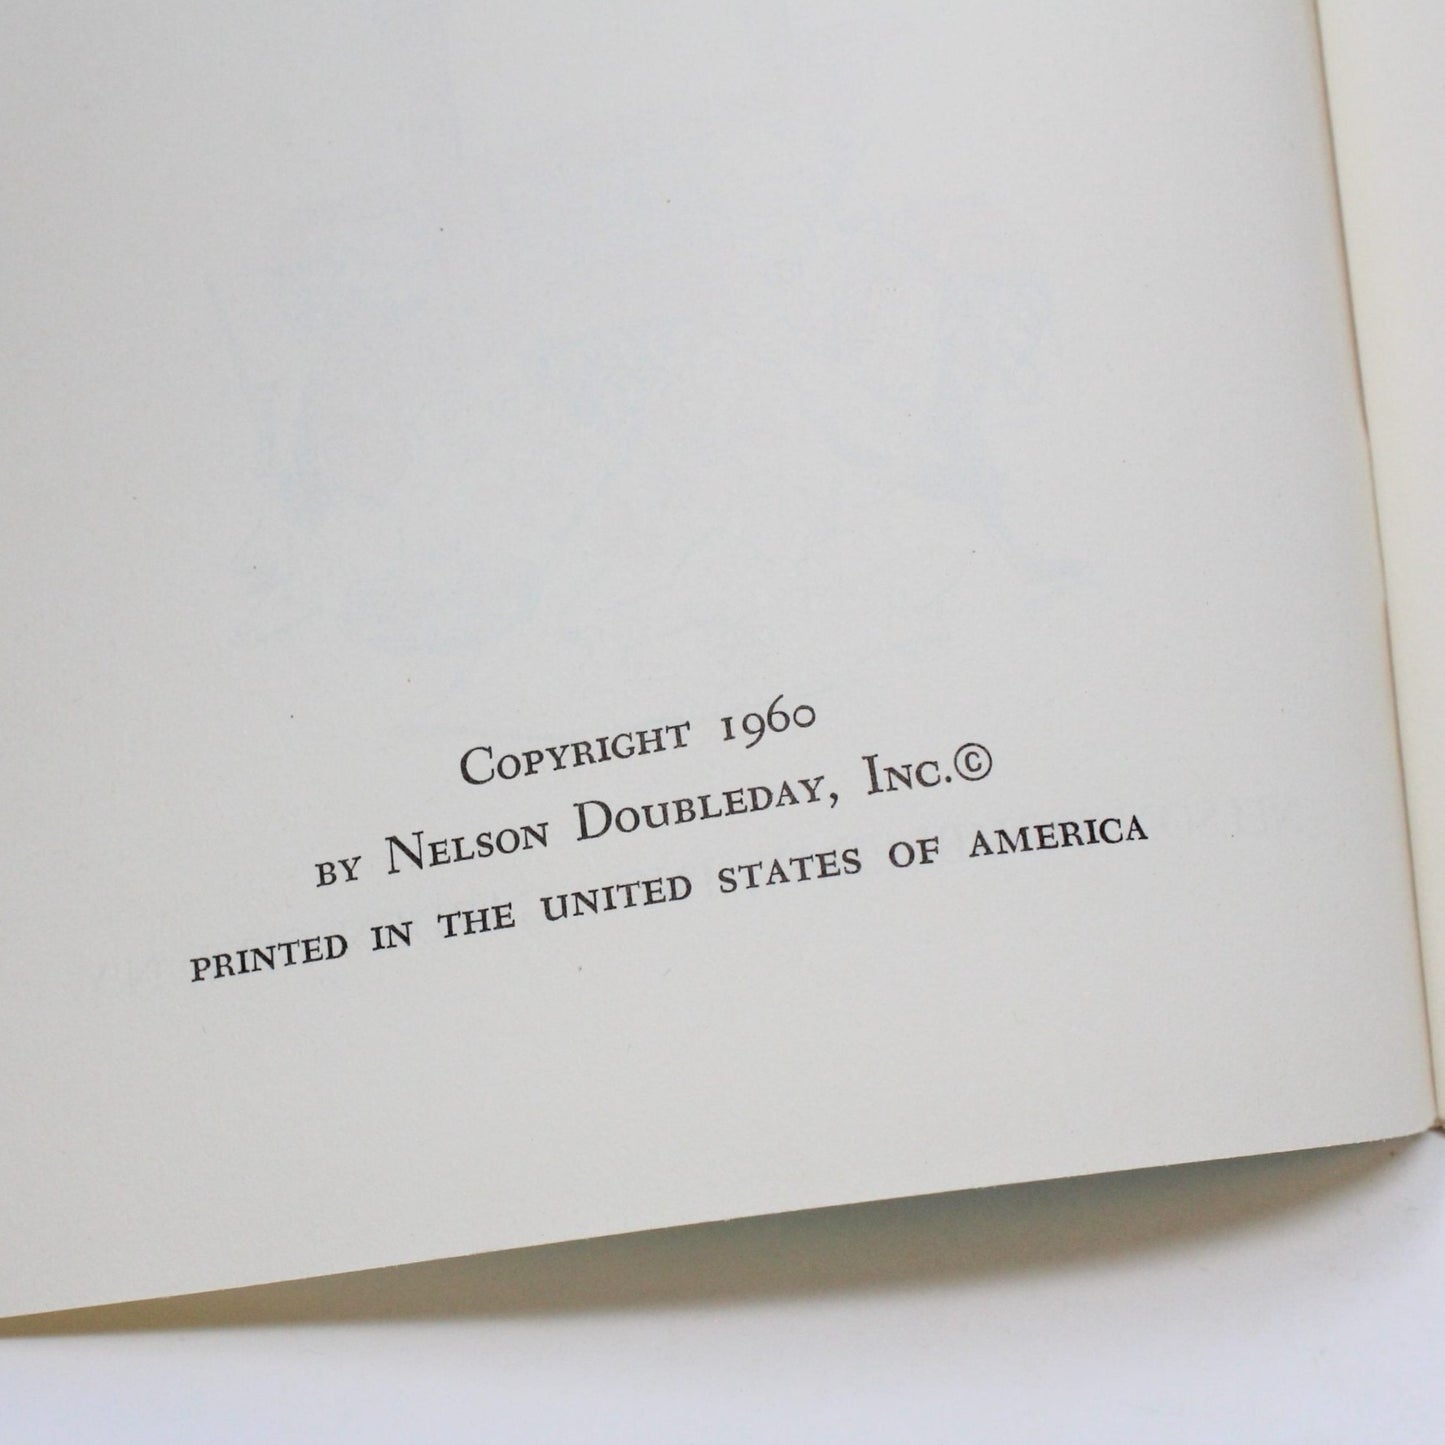 Copyright 1960
by Nelson Doubleday, Inc.©
printed in the united states of america